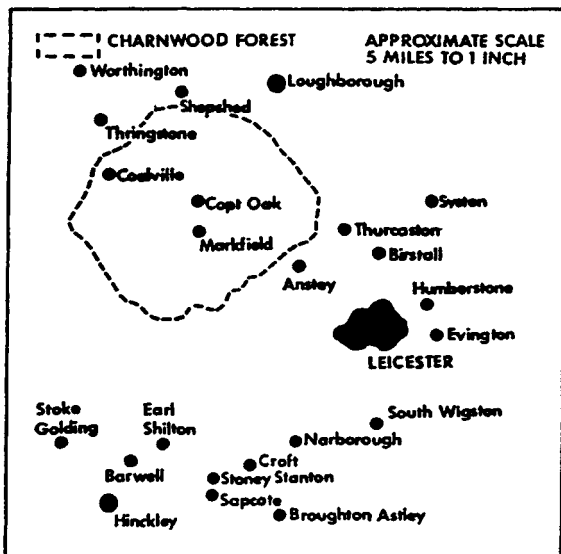 CHARNWOOD FOREST
APPROXIMATE SCALE
5 MILES TO 1 INCH
Worthington
Loughborough
Shepshed
Thringstone
Coalville
Copt Oak
Syston
Thurcaston
Markfield
Birstall
Anstey
Humberstone
Evington
LEICESTER
Stoke
Golding
Earl
Shilton
South Wigston
Narborough
Croft
Barwell
Stoney Stanton
Sapcote
Hinckley
Broughton Astley